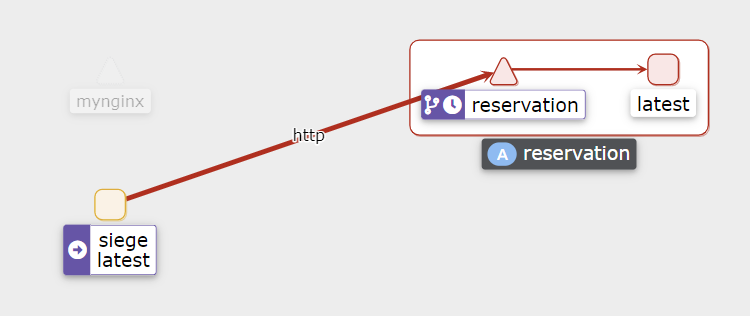 mynginx
reservation
latest
http
A reservation
siege
latest